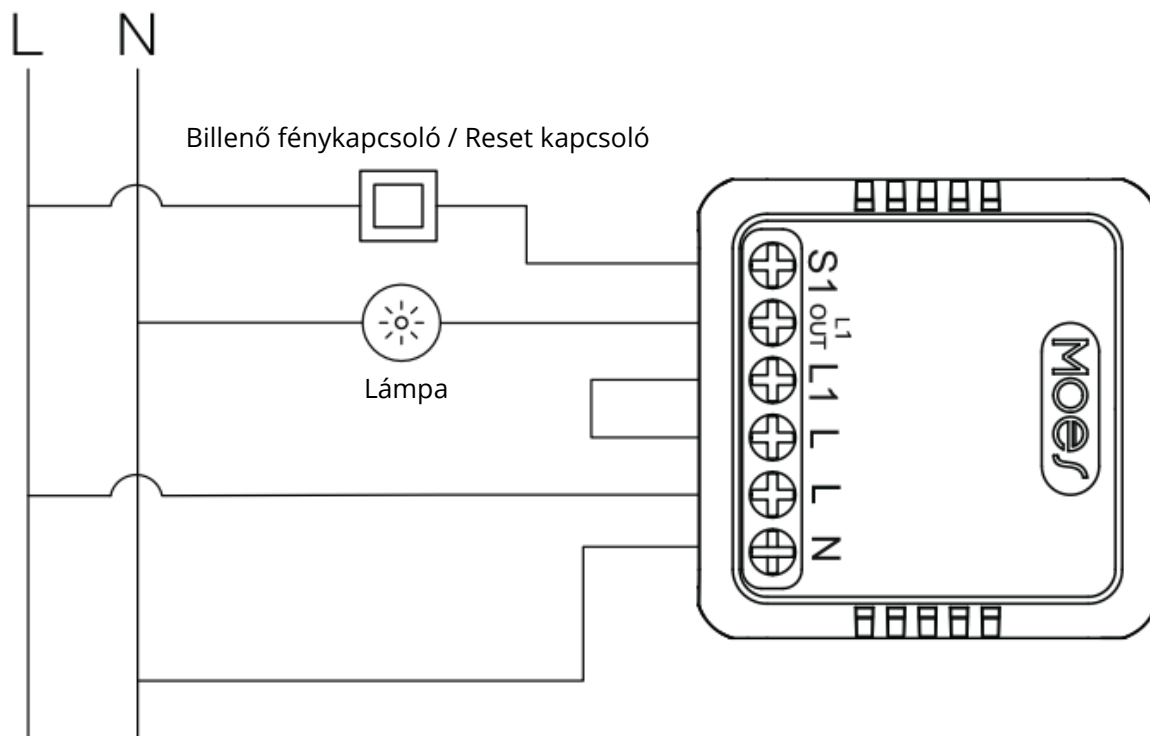 L N
Billenő fénykapcsoló / Reset kapcsoló
Lámpa
S1
L1
OUT
L1
L
L
N
Moes